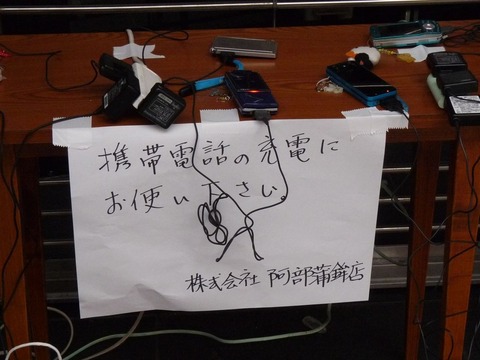 携帯電話の充電に
お使い下さい
株式会社 阿部蒲鉾店